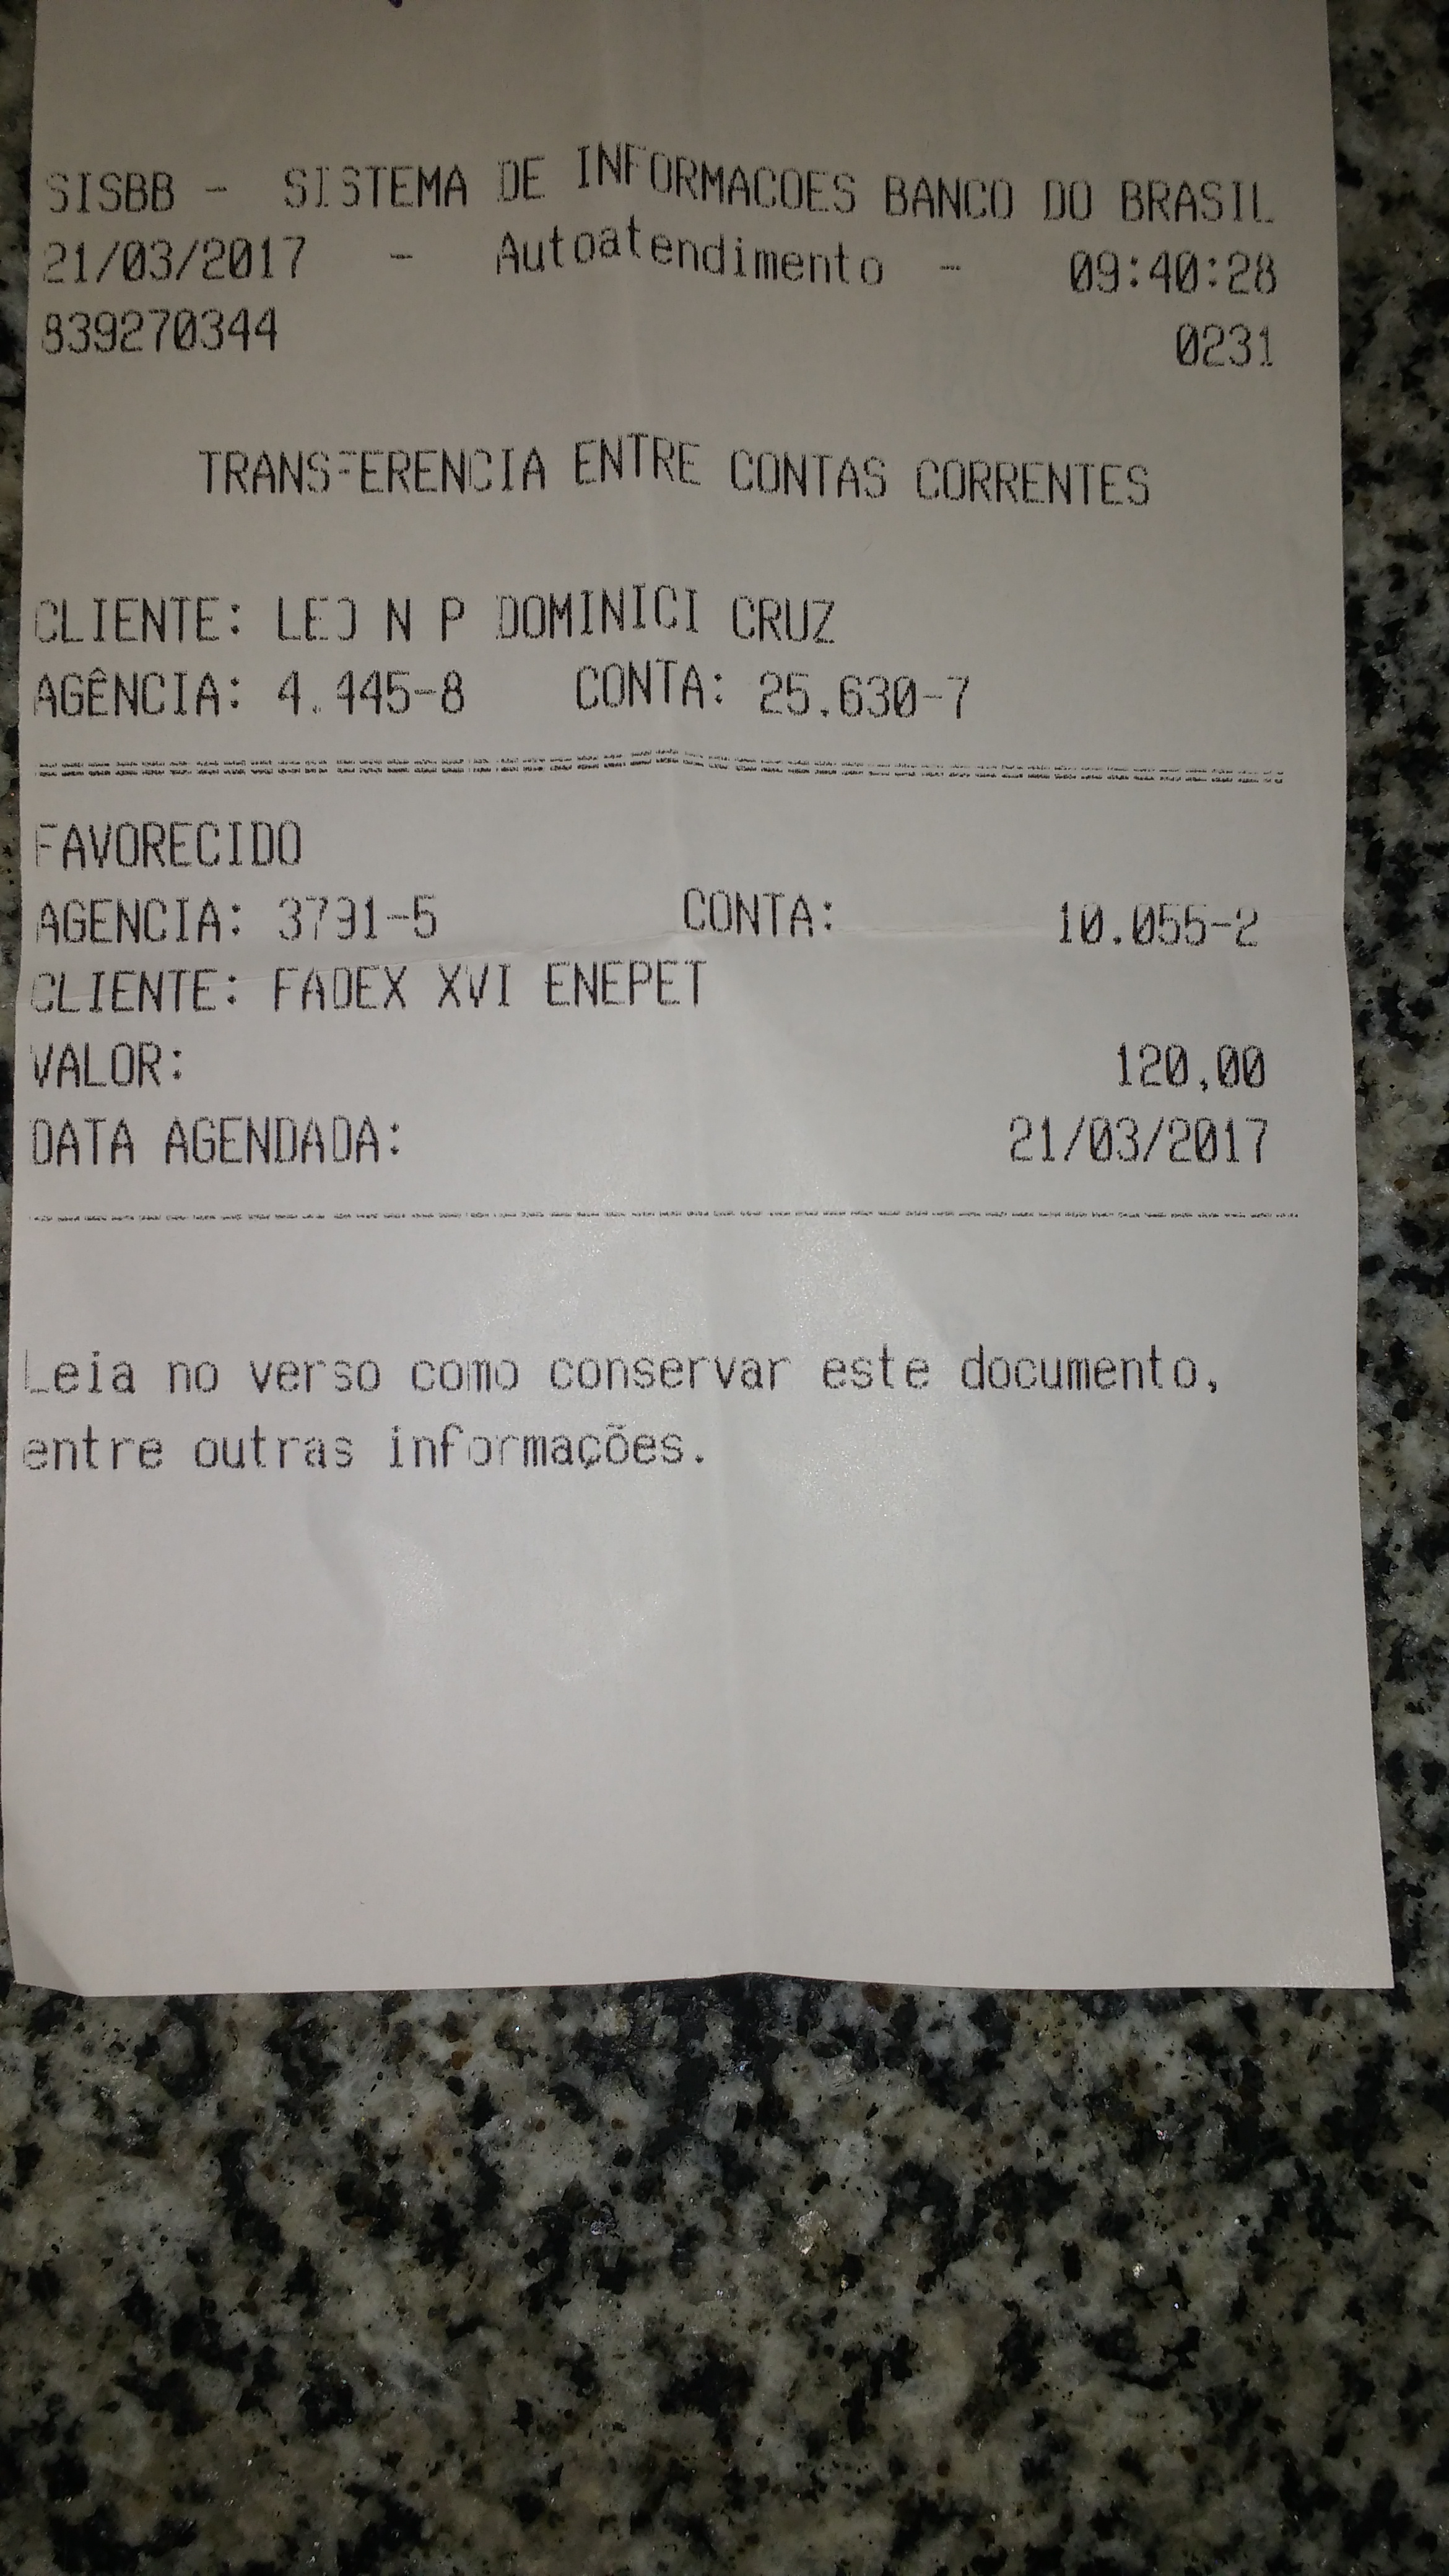 SISBB - SISTEMA DE INFORMACOES BANCO DO BRASIL
21/03/2017 - Autoatendimento - 09:40:28
839270344 0231
TRANSFERENCIA ENTRE CONTAS CORRENTES
CLIENTE: LEO N P DOMINICI CRUZ
AGÊNCIA: 4.445-8 CONTA: 25.630-7
FAVORECIDO
AGENCIA: 3791-5 CONTA: 10.055-2
CLIENTE: FADEX XVI ENEPET
VALOR: 120,00
DATA AGENDADA: 21/03/2017
Leia no verso como conservar este documento,
entre outras informações.